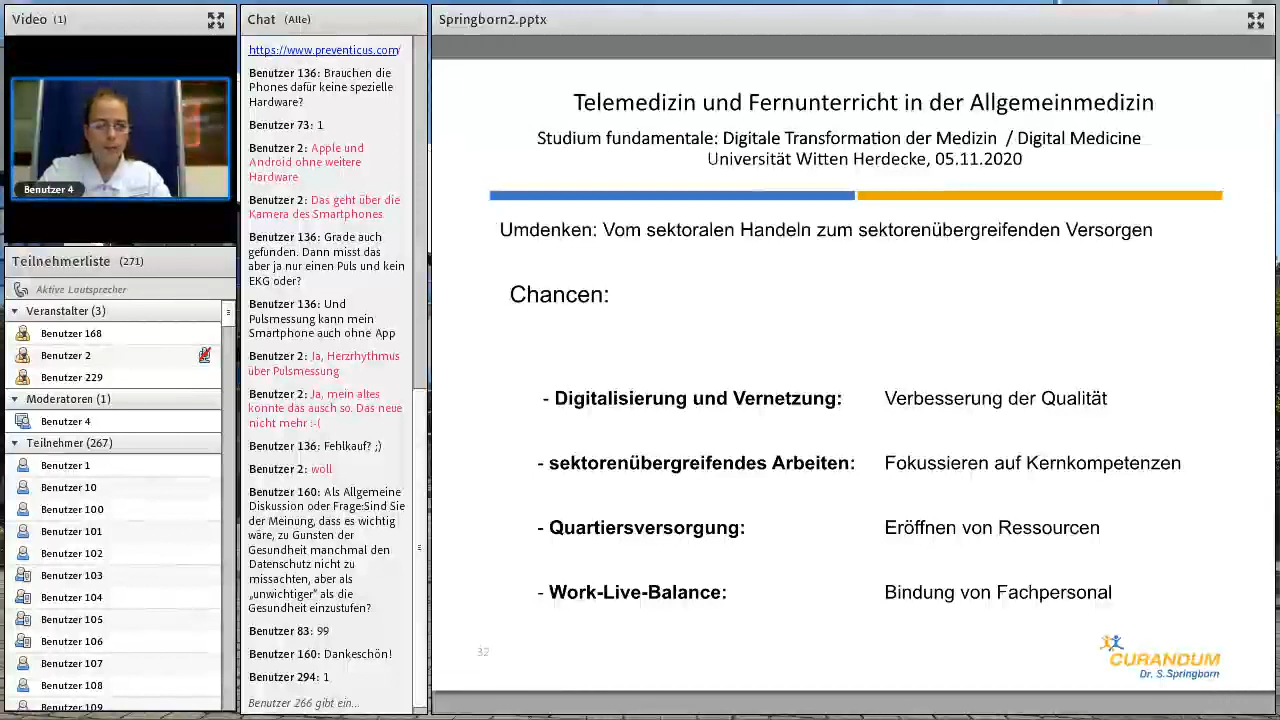 Video (1)
Benutzer 4
Teilnehmerliste (271)
Aktive Lautsprecher
Veranstalter (3)
Benutzer 168
Benutzer 2
Benutzer 229
Moderatoren (1)
Benutzer 4
Teilnehmer (267)
Benutzer 1
Benutzer 10
Benutzer 100
Benutzer 101
Benutzer 102
Benutzer 103
Benutzer 104
Benutzer 105
Benutzer 106
Benutzer 107
Benutzer 108
Benutzer 109
Chat (Alle)
https://www.preventicus.com/
Benutzer 136: Brauchen die
Phones dafür keine spezielle
Hardware?
Benutzer 73: 1
Benutzer 2: Apple und
Android ohne weitere
Hardware
Benutzer 2: Das geht über die
Kamera des Smartphones
Benutzer 136: Grade auch
gefunden. Dann misst das
aber ja nur einen Puls und kein
EKG oder?
Benutzer 136: Und
Pulsmessung kann mein
Smartphone auch ohne App
Benutzer 2: Ja, Herzrhythmus
über Pulsmessung
Benutzer 2: Ja, mein altes
konnte das ausch so. Das neue
nicht mehr :-(
Benutzer 136: Fehlkauf? ;)
Benutzer 2: woll
Benutzer 160: Als Allgemeine
Diskussion oder Frage:Sind Sie
der Meinung, dass es wichtig
wäre, zu Gunsten der
Gesundheit manchmal den
Datenschutz nicht zu
missachten, aber als
„unwichtiger" als die
Gesundheit einzustufen?
Benutzer 83: 99
Benutzer 160: Dankeschön!
Benutzer 294: 1
Benutzer 266 gibt ein...
Springborn2.pptx
Telemedizin und Fernunterricht in der Allgemeinmedizin
Studium fundamentale: Digitale Transformation der Medizin / Digital Medicine
Universität Witten Herdecke, 05.11.2020
Umdenken: Vom sektoralen Handeln zum sektorenübergreifenden Versorgen
Chancen:
- Digitalisierung und Vernetzung: Verbesserung der Qualität
- sektorenübergreifendes Arbeiten: Fokussieren auf Kernkompetenzen
- Quartiersversorgung: Eröffnen von Ressourcen
- Work-Live-Balance: Bindung von Fachpersonal
32
CURANDUM
Dr. S.Springborn